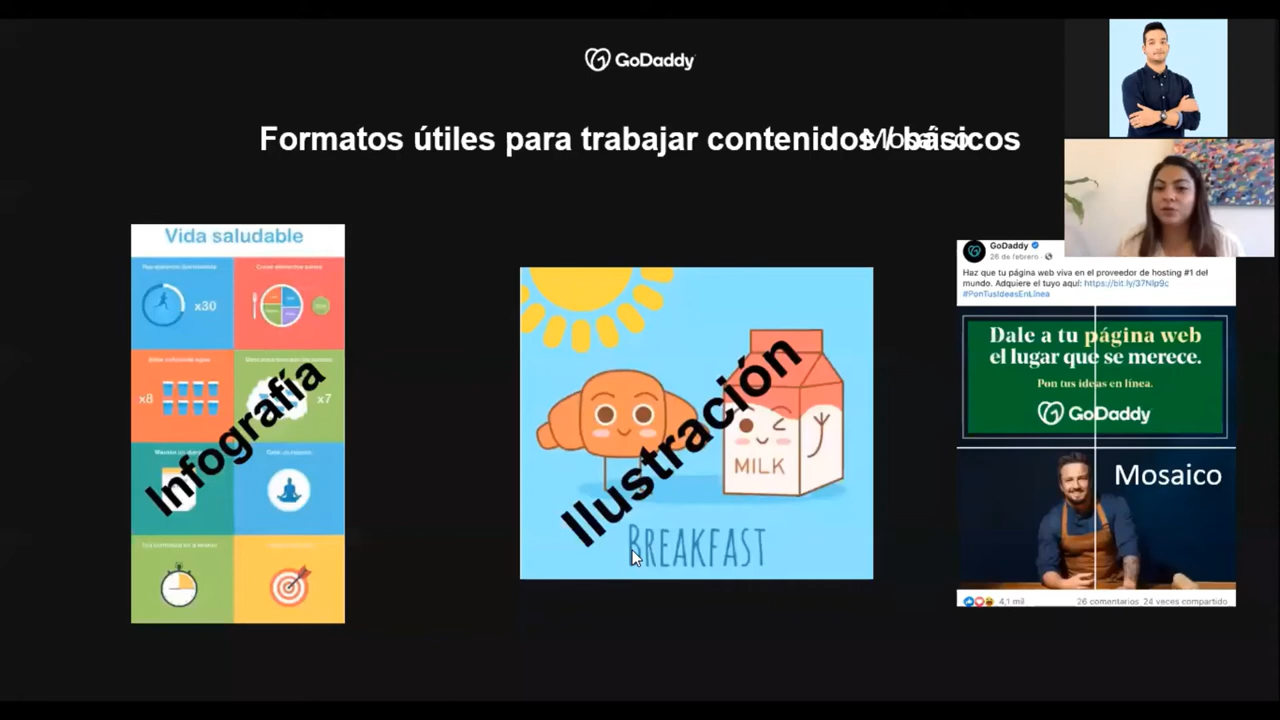 GoDaddy
Formatos útiles para trabajar contenidos / básicos
Mosaico
Vida saludable
x30
x8
x7
Infografía
MILK
BREAKFAST
Ilustración
GoDaddy
26 de febrero
Haz que tu página web viva en el proveedor de hosting #1 del
mundo. Adquiere el tuyo aquí: https://bit.ly/37Nlp9c
#PonTusIdeasEnLínea
Dale a tu página web
el lugar que se merece.
Pon tus ideas en línea.
GoDaddy
Mosaico
4,1 mil
26 comentarios 24 veces compartido